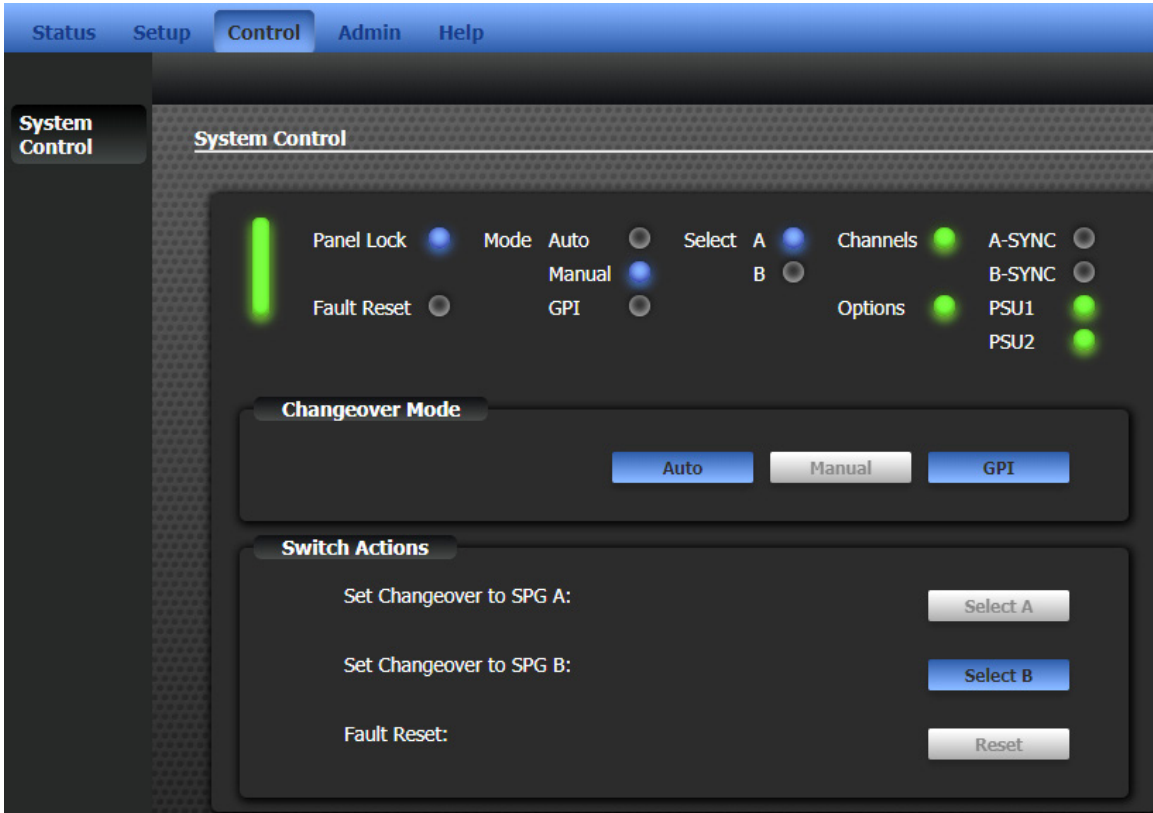 Status Setup Control Admin Help
System
Control
System Control
Panel Lock Mode Auto Select A Channels A-SYNC
Manual B B-SYNC
Fault Reset GPI Options PSU1
PSU2
Changeover Mode
Auto Manual GPI
Switch Actions
Set Changeover to SPG A: Select A
Set Changeover to SPG B: Select B
Fault Reset: Reset